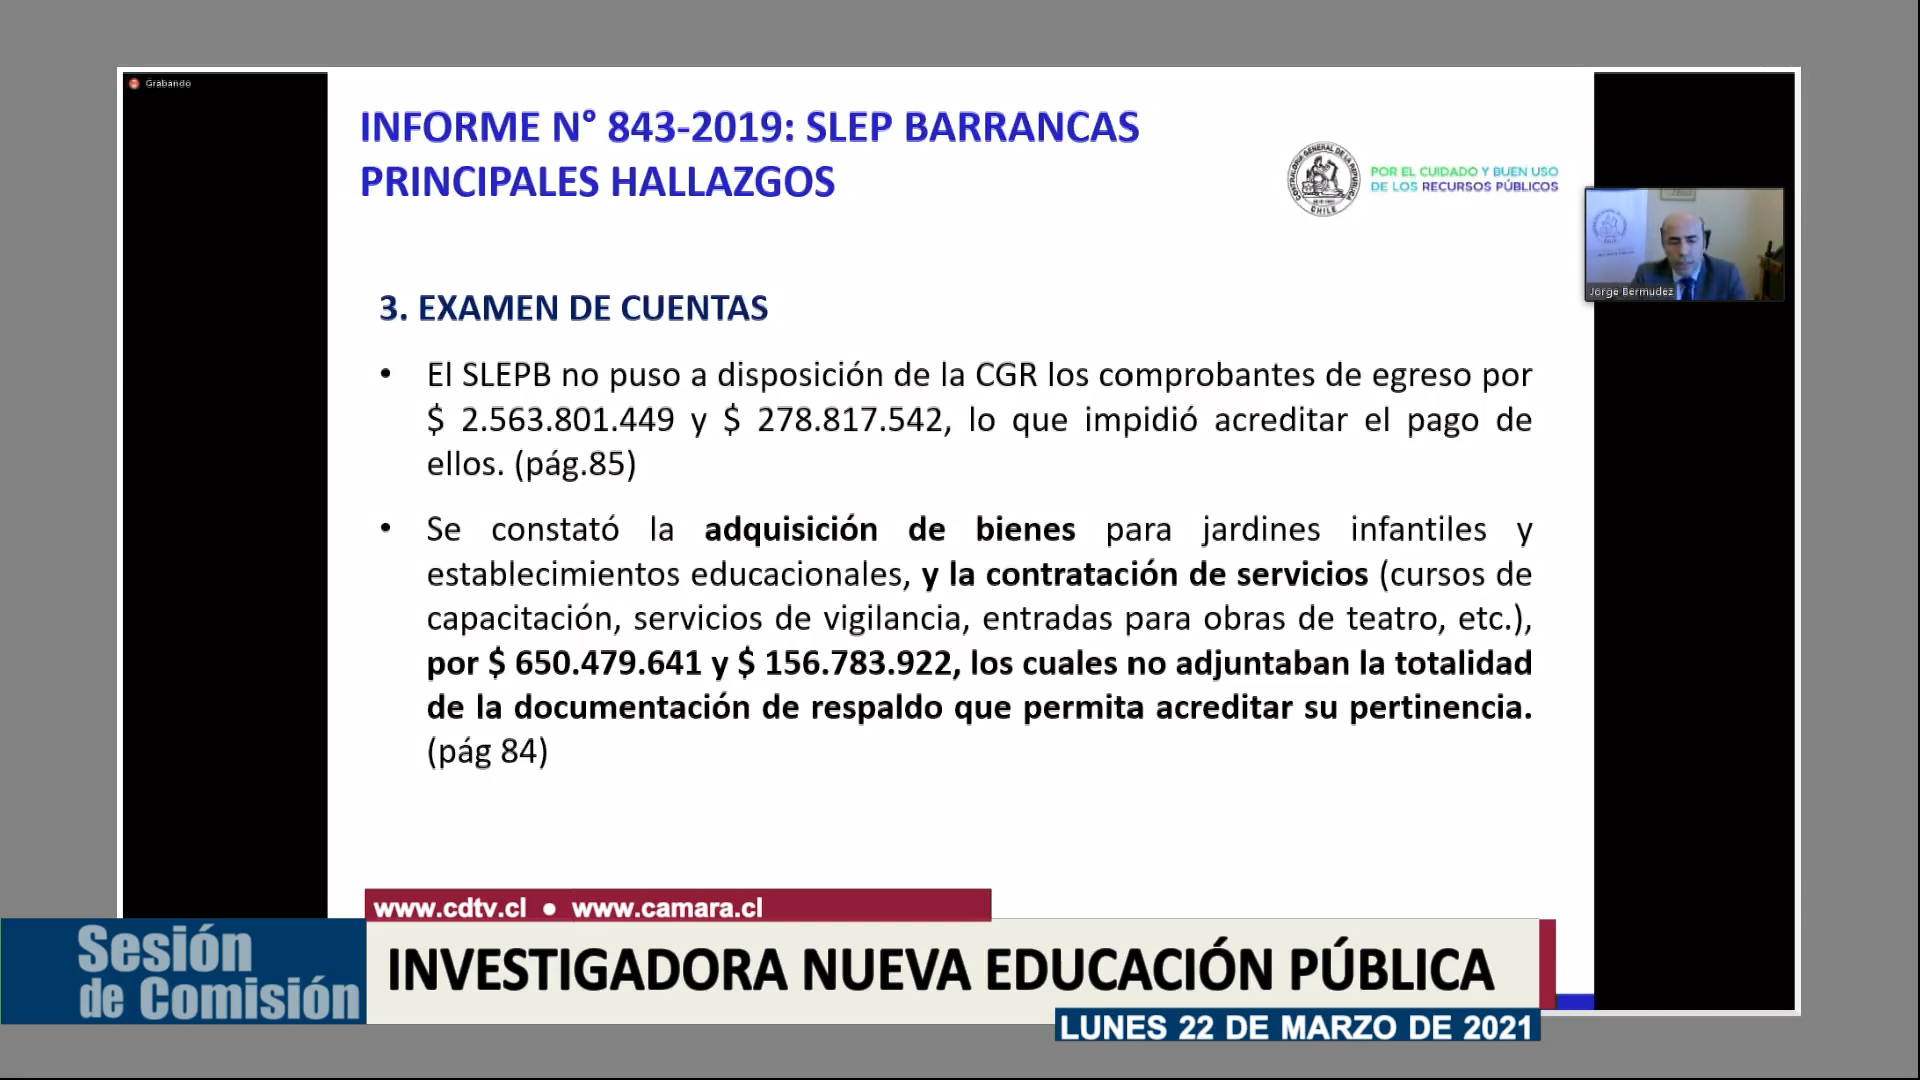 Grabando
INFORME N° 843-2019: SLEP BARRANCAS
PRINCIPALES HALLAZGOS
CONTRALORÍA GENERAL DE LA REPÚBLICA
CHILE
POR EL CUIDADO Y BUEN USO
DE LOS RECURSOS PÚBLICOS
Jorge Bermudez
3. EXAMEN DE CUENTAS
• El SLEPB no puso a disposición de la CGR los comprobantes de egreso por
$ 2.563.801.449 y $ 278.817.542, lo que impidió acreditar el pago de
ellos. (pág.85)
• Se constató la adquisición de bienes para jardines infantiles y
establecimientos educacionales, y la contratación de servicios (cursos de
capacitación, servicios de vigilancia, entradas para obras de teatro, etc.),
por $ 650.479.641 y $ 156.783.922, los cuales no adjuntaban la totalidad
de la documentación de respaldo que permita acreditar su pertinencia.
(pág 84)
www.cdtv.cl • www.camara.cl
Sesión
de Comisión
INVESTIGADORA NUEVA EDUCACIÓN PÚBLICA
LUNES 22 DE MARZO DE 2021